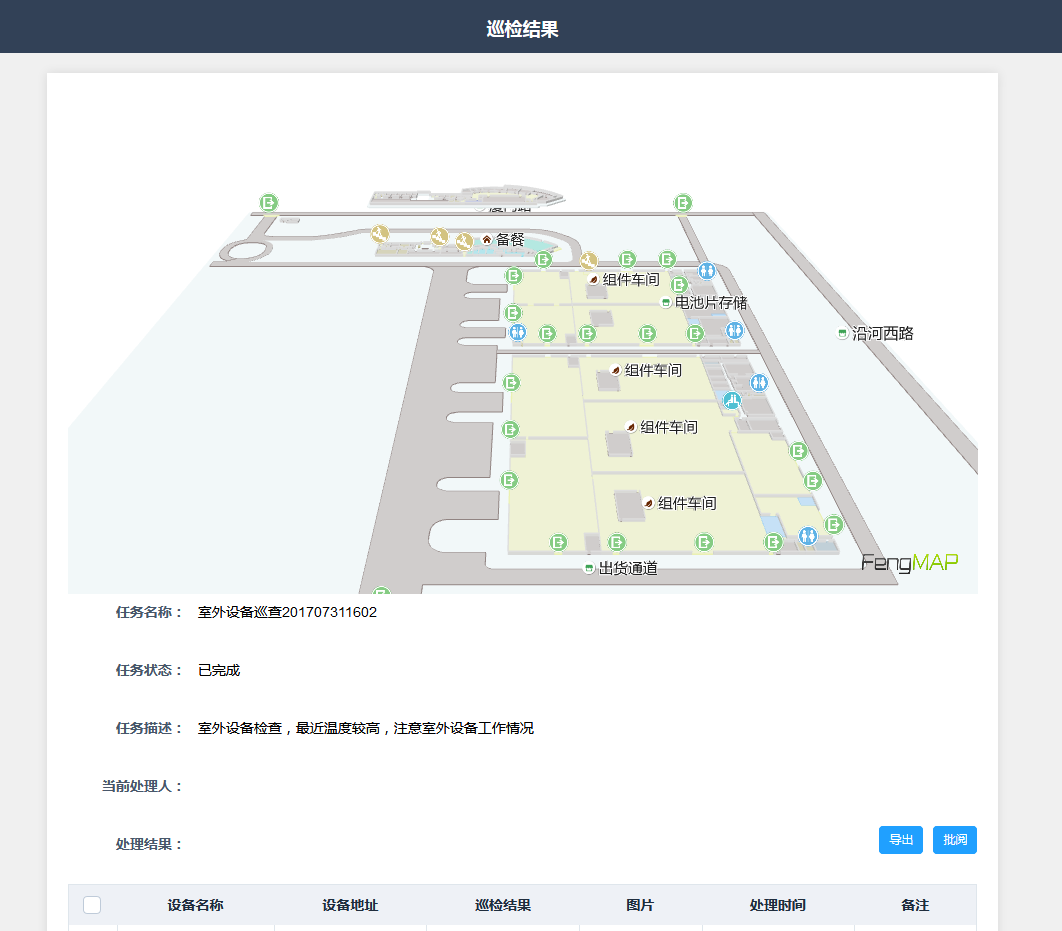 巡检结果
备餐
组件车间
电池片存储
沿河西路
组件车间
组件车间
组件车间
出货通道
FengMAP
任务名称： 室外设备巡查201707311602
任务状态： 已完成
任务描述： 室外设备检查，最近温度较高，注意室外设备工作情况
当前处理人：
处理结果：
导出 批阅
设备名称 设备地址 巡检结果 图片 处理时间 备注